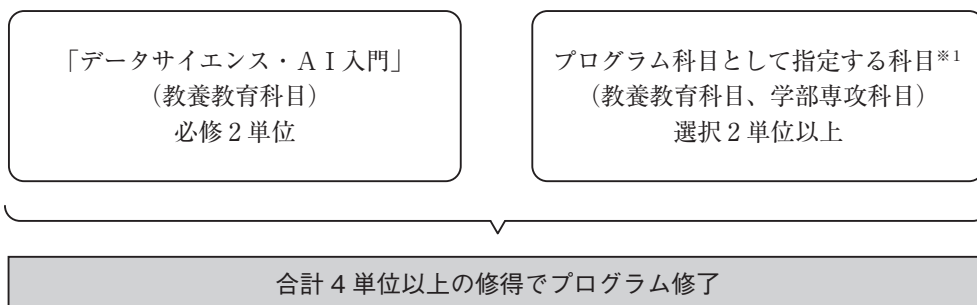 「データサイエンス・ＡＩ入門」
（教養教育科目）
必修２単位
プログラム科目として指定する科目※1
（教養教育科目、学部専攻科目）
選択２単位以上
合計４単位以上の修得でプログラム修了